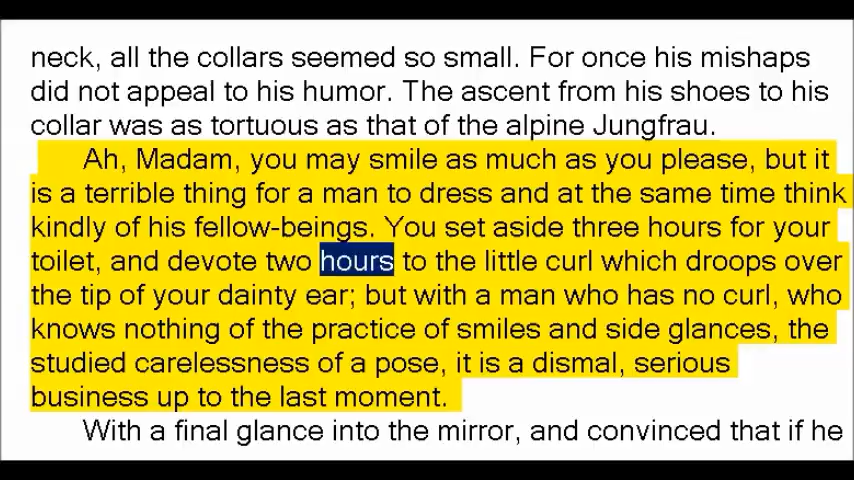 neck, all the collars seemed so small. For once his mishaps
did not appeal to his humor. The ascent from his shoes to his
collar was as tortuous as that of the alpine Jungfrau.
Ah, Madam, you may smile as much as you please, but it
is a terrible thing for a man to dress and at the same time think
kindly of his fellow-beings. You set aside three hours for your
toilet, and devote two hours to the little curl which droops over
the tip of your dainty ear; but with a man who has no curl, who
knows nothing of the practice of smiles and side glances, the
studied carelessness of a pose, it is a dismal, serious
business up to the last moment.
With a final glance into the mirror, and convinced that if he